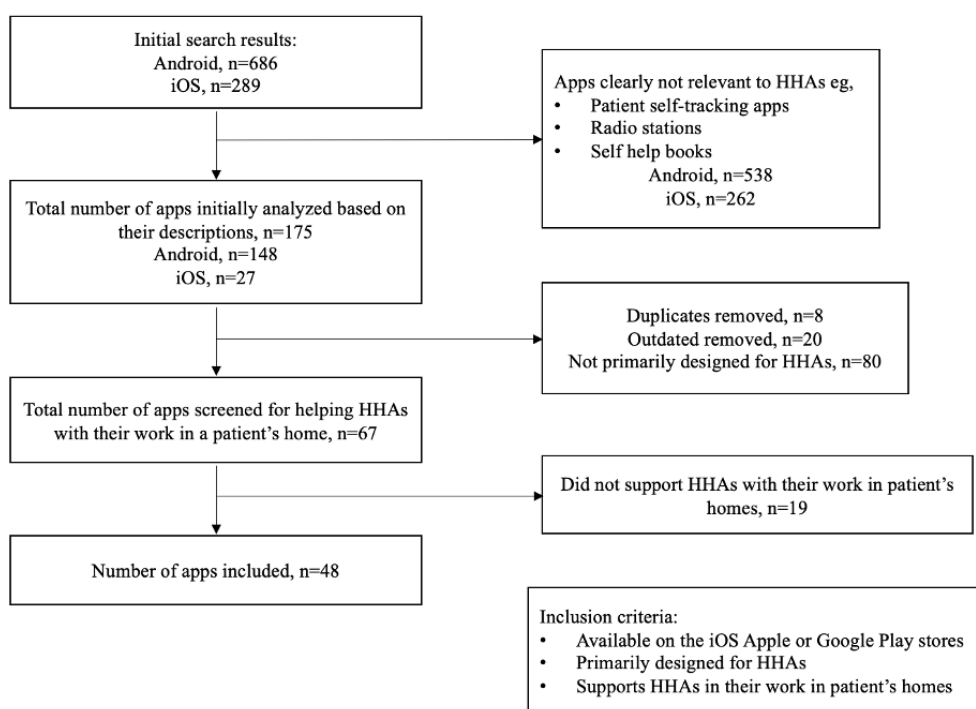 Initial search results:
Android, n=686
iOS, n=289
Apps clearly not relevant to HHAs eg,
• Patient self-tracking apps
• Radio stations
• Self help books
Android, n=538
iOS, n=262
Total number of apps initially analyzed based on
their descriptions, n=175
Android, n=148
iOS, n=27
Duplicates removed, n=8
Outdated removed, n=20
Not primarily designed for HHAs, n=80
Total number of apps screened for helping HHAs
with their work in a patient’s home, n=67
Did not support HHAs with their work in patient’s
homes, n=19
Number of apps included, n=48
Inclusion criteria:
• Available on the iOS Apple or Google Play stores
• Primarily designed for HHAs
• Supports HHAs in their work in patient’s homes